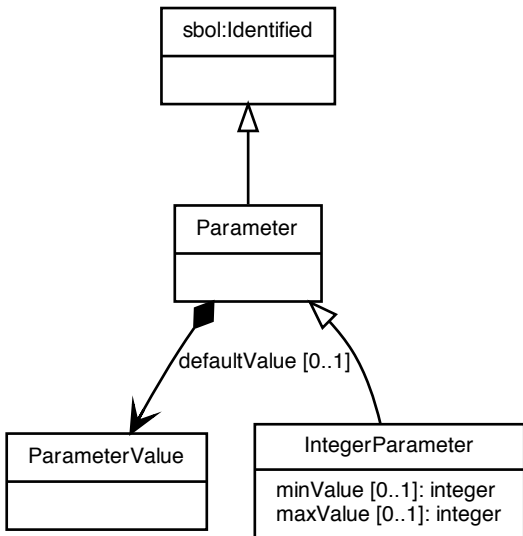 sbol:Identified
Parameter
defaultValue [0..1]
ParameterValue
IntegerParameter
minValue [0..1]: integer
maxValue [0..1]: integer